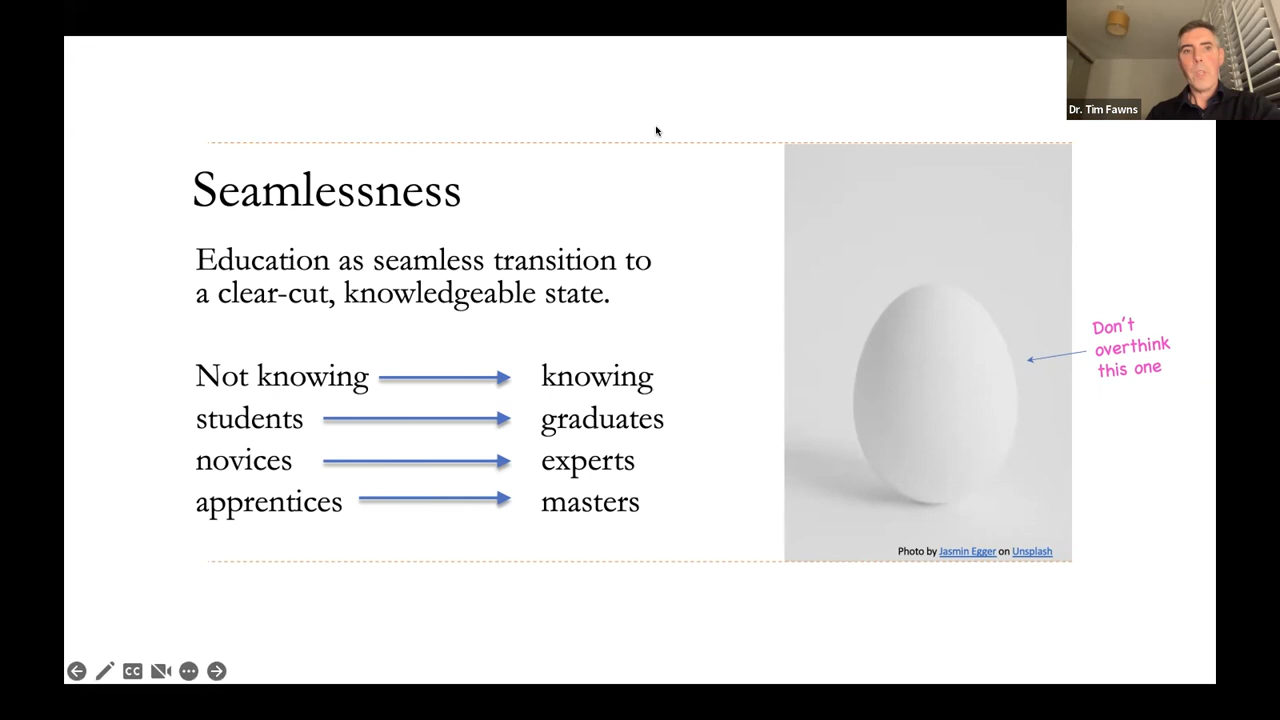 Dr. Tim Fawns
Seamlessness
Education as seamless transition to
a clear-cut, knowledgeable state.
Not knowing knowing
students graduates
novices experts
apprentices masters
Don't
overthink
this one
Photo by Jasmin Egger on Unsplash
CC